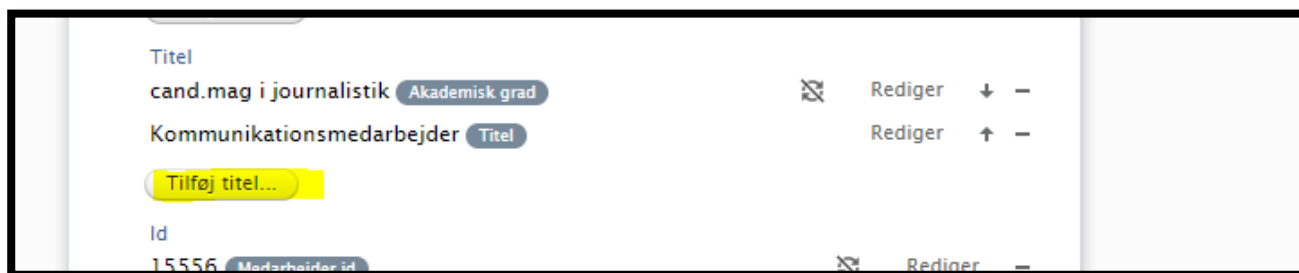 Titel
cand.mag i journalistik Akademisk grad Rediger
Kommunikationsmedarbejder Titel Rediger
Tilføj titel...
Id
15556 Medarbejder id Rediger